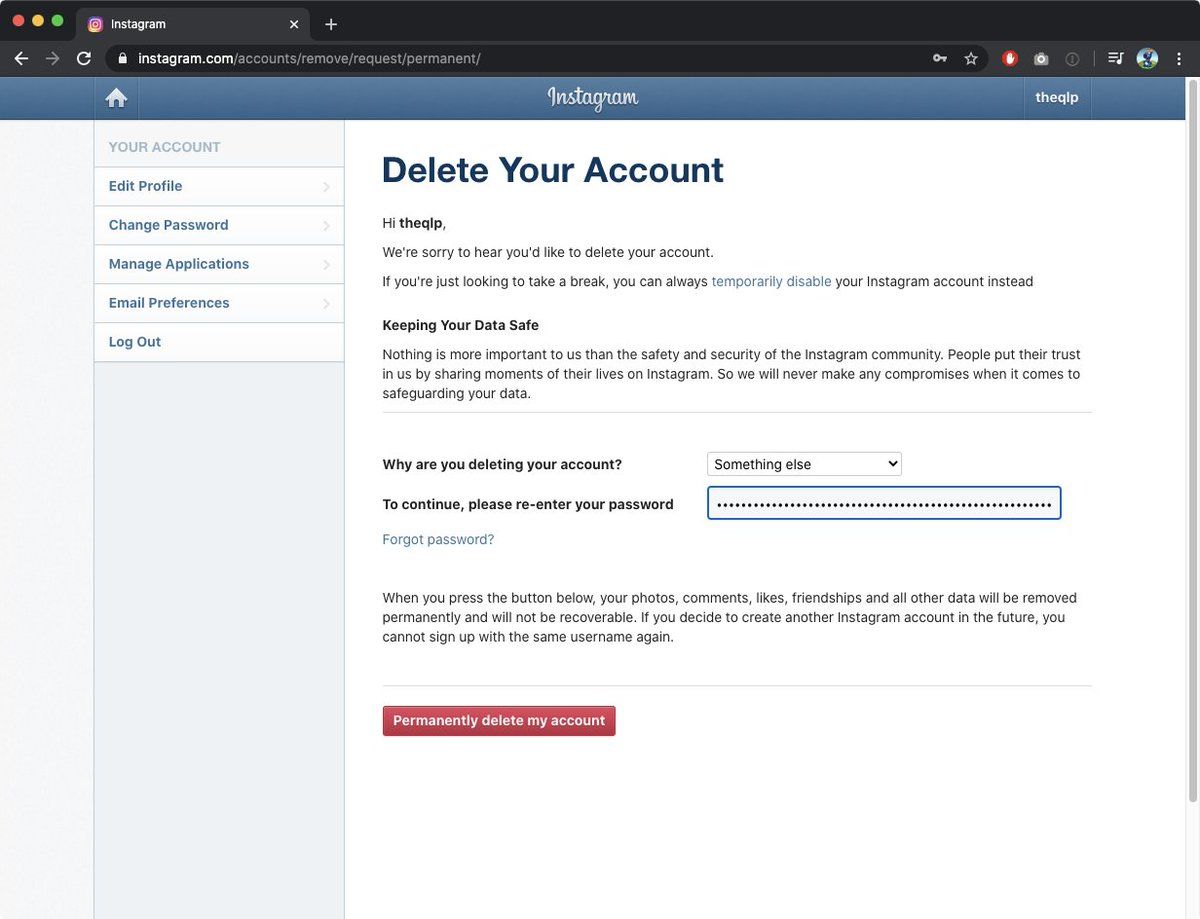 Instagram
instagram.com/accounts/remove/request/permanent/
Instagram
theqlp
YOUR ACCOUNT
Edit Profile
Change Password
Manage Applications
Email Preferences
Log Out
Delete Your Account
Hi theqlp,
We're sorry to hear you'd like to delete your account.
If you're just looking to take a break, you can always temporarily disable your Instagram account instead
Keeping Your Data Safe
Nothing is more important to us than the safety and security of the Instagram community. People put their trust
in us by sharing moments of their lives on Instagram. So we will never make any compromises when it comes to
safeguarding your data.
Why are you deleting your account?
Something else
To continue, please re-enter your password
Forgot password?
When you press the button below, your photos, comments, likes, friendships and all other data will be removed
permanently and will not be recoverable. If you decide to create another Instagram account in the future, you
cannot sign up with the same username again.
Permanently delete my account